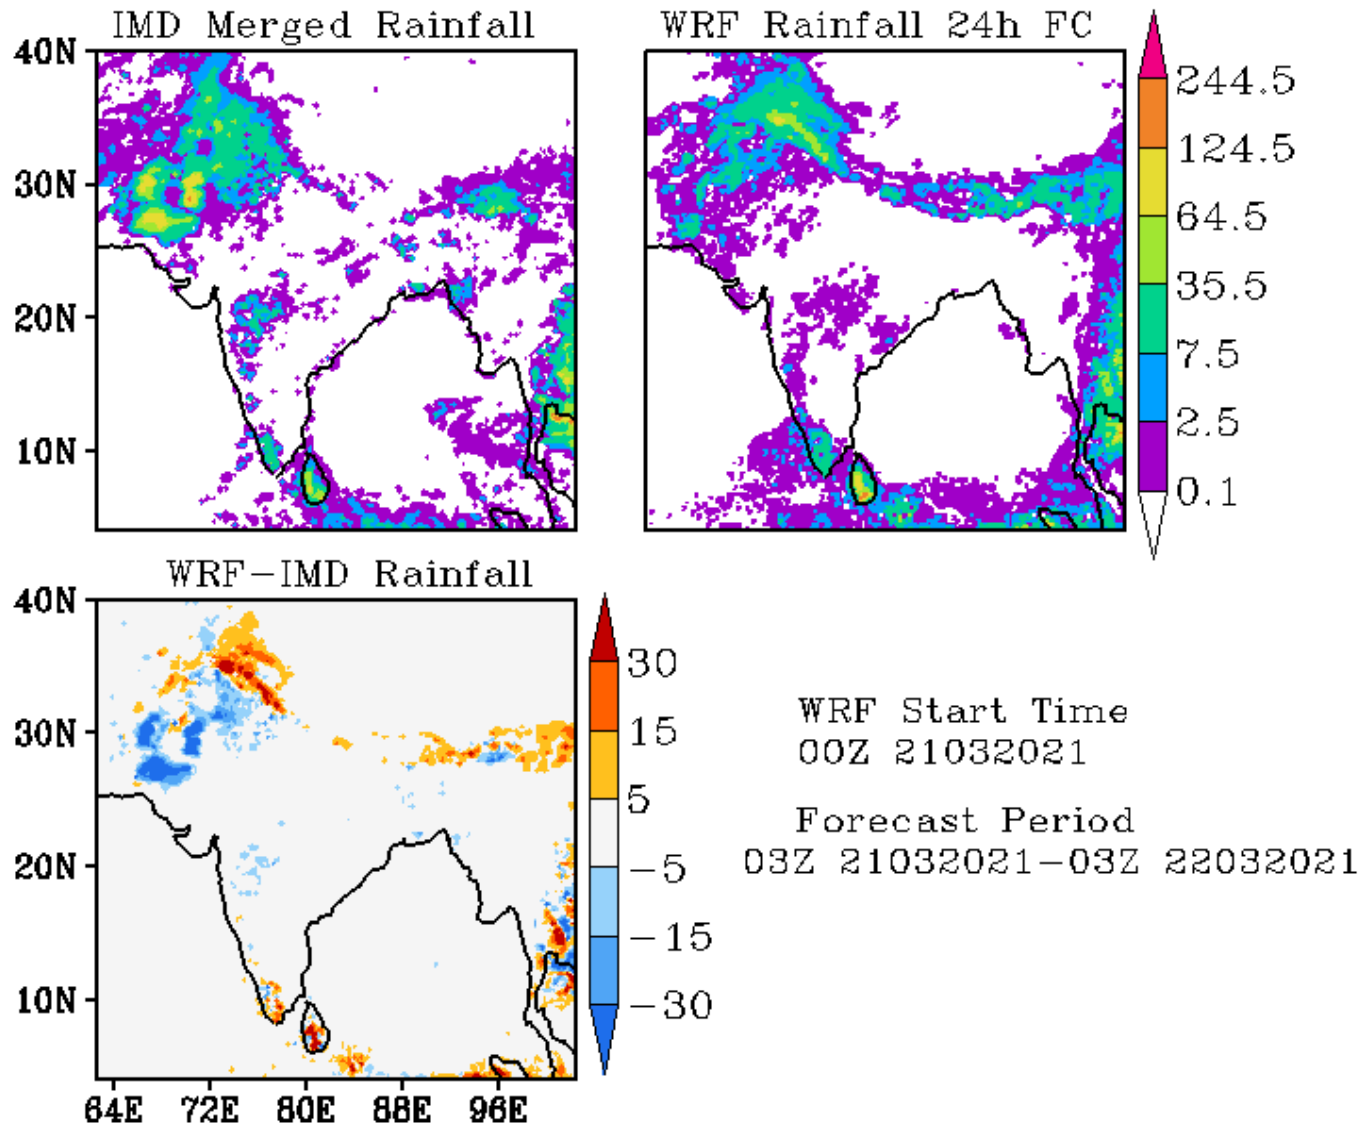 IMD Merged Rainfall
WRF Rainfall 24h FC
40N
30N
20N
10N
244.5
124.5
64.5
35.5
7.5
2.5
0.1
WRF-IMD Rainfall
40N
30N
20N
10N
64E 72E 80E 88E 96E
30
15
5
-5
-15
-30
WRF Start Time
00Z 21032021
Forecast Period
03Z 21032021-03Z 22032021